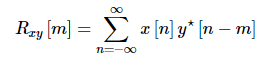 R_{xy}[m] = \sum_{n=-\infty}^{\infty} x[n] y^{\star}[n-m]